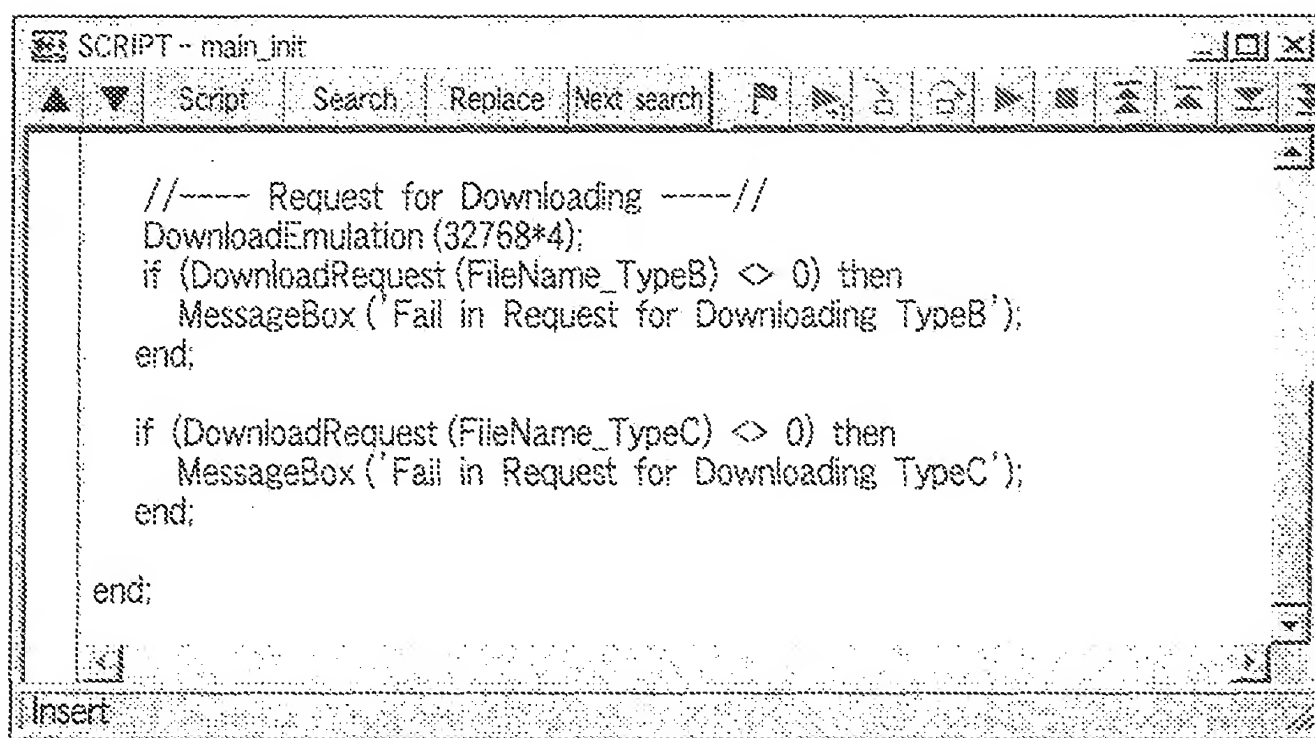 SCRIPT - main_init
Script Search Replace Next search
//---- Request for Downloading ----//
DownloadEmulation (32768*4);
if (DownloadRequest (FileName_TypeB) <> 0) then
MessageBox ('Fail in Request for Downloading TypeB');
end;
if (DownloadRequest (FileName_TypeC) <> 0) then
MessageBox ('Fail in Request for Downloading TypeC');
end;
end;
Insert